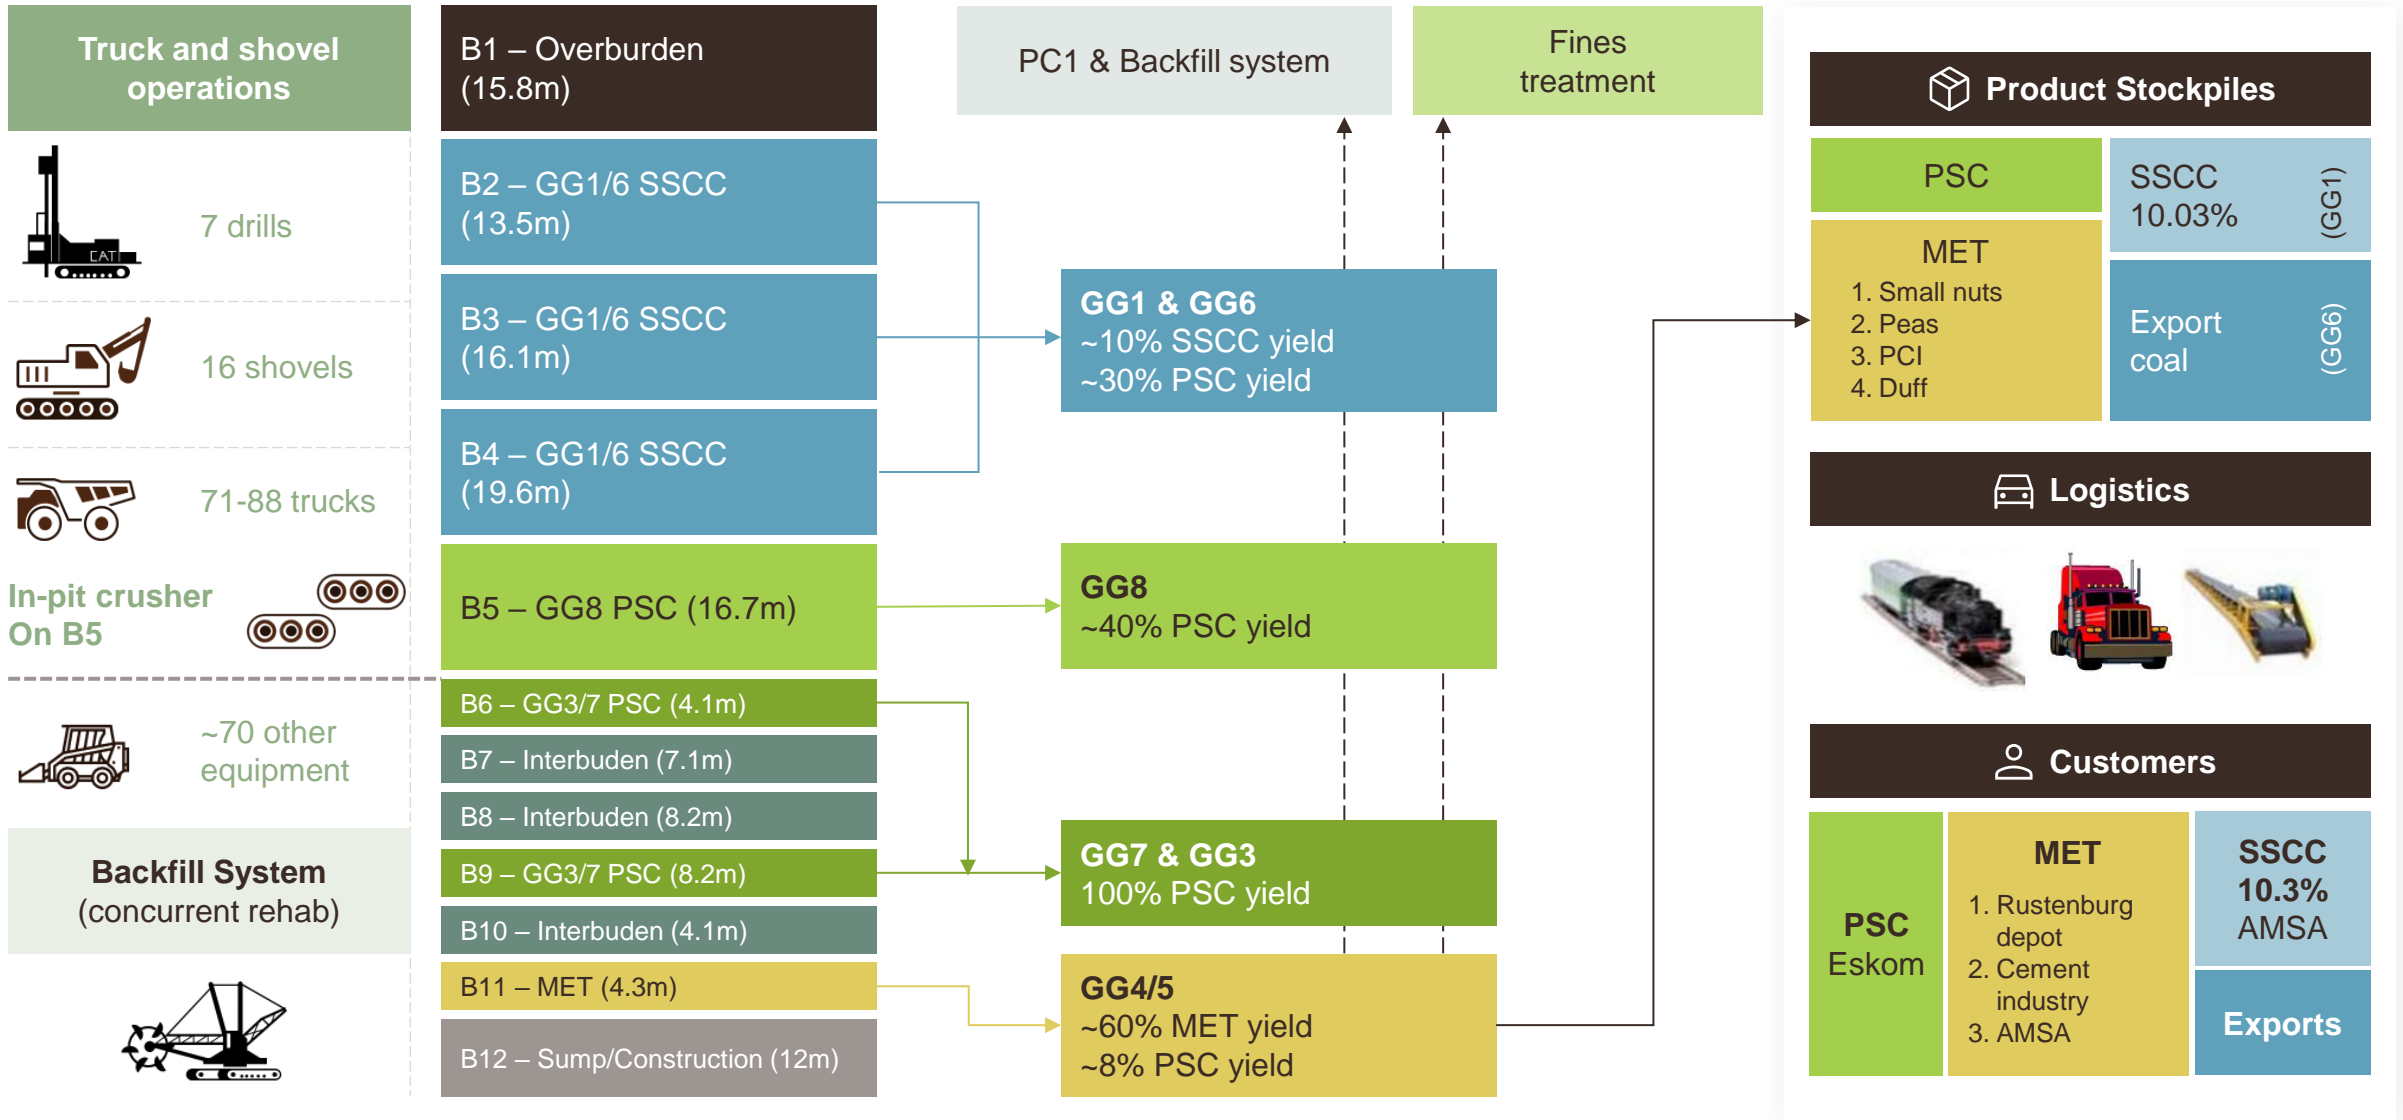 Truck and shovel
operations
7 drills
CAT
16 shovels
71-88 trucks
In-pit crusher
On B5
~70 other
equipment
Backfill System
(concurrent rehab)
B1 – Overburden
(15.8m)
B2 – GG1/6 SSCC
(13.5m)
B3 – GG1/6 SSCC
(16.1m)
B4 – GG1/6 SSCC
(19.6m)
B5 – GG8 PSC (16.7m)
B6 – GG3/7 PSC (4.1m)
B7 – Interbuden (7.1m)
B8 – Interbuden (8.2m)
B9 – GG3/7 PSC (8.2m)
B10 – Interbuden (4.1m)
B11 – MET (4.3m)
B12 – Sump/Construction (12m)
PC1 & Backfill system
Fines
treatment
GG1 & GG6
~10% SSCC yield
~30% PSC yield
GG8
~40% PSC yield
GG7 & GG3
100% PSC yield
GG4/5
~60% MET yield
~8% PSC yield
Product Stockpiles
PSC
MET
1. Small nuts
2. Peas
3. PCI
4. Duff
SSCC
10.03%
(GG1)
Export
coal
(GG6)
Logistics
Customers
PSC
Eskom
MET
1. Rustenburg
depot
2. Cement
industry
3. AMSA
SSCC
10.3%
AMSA
Exports